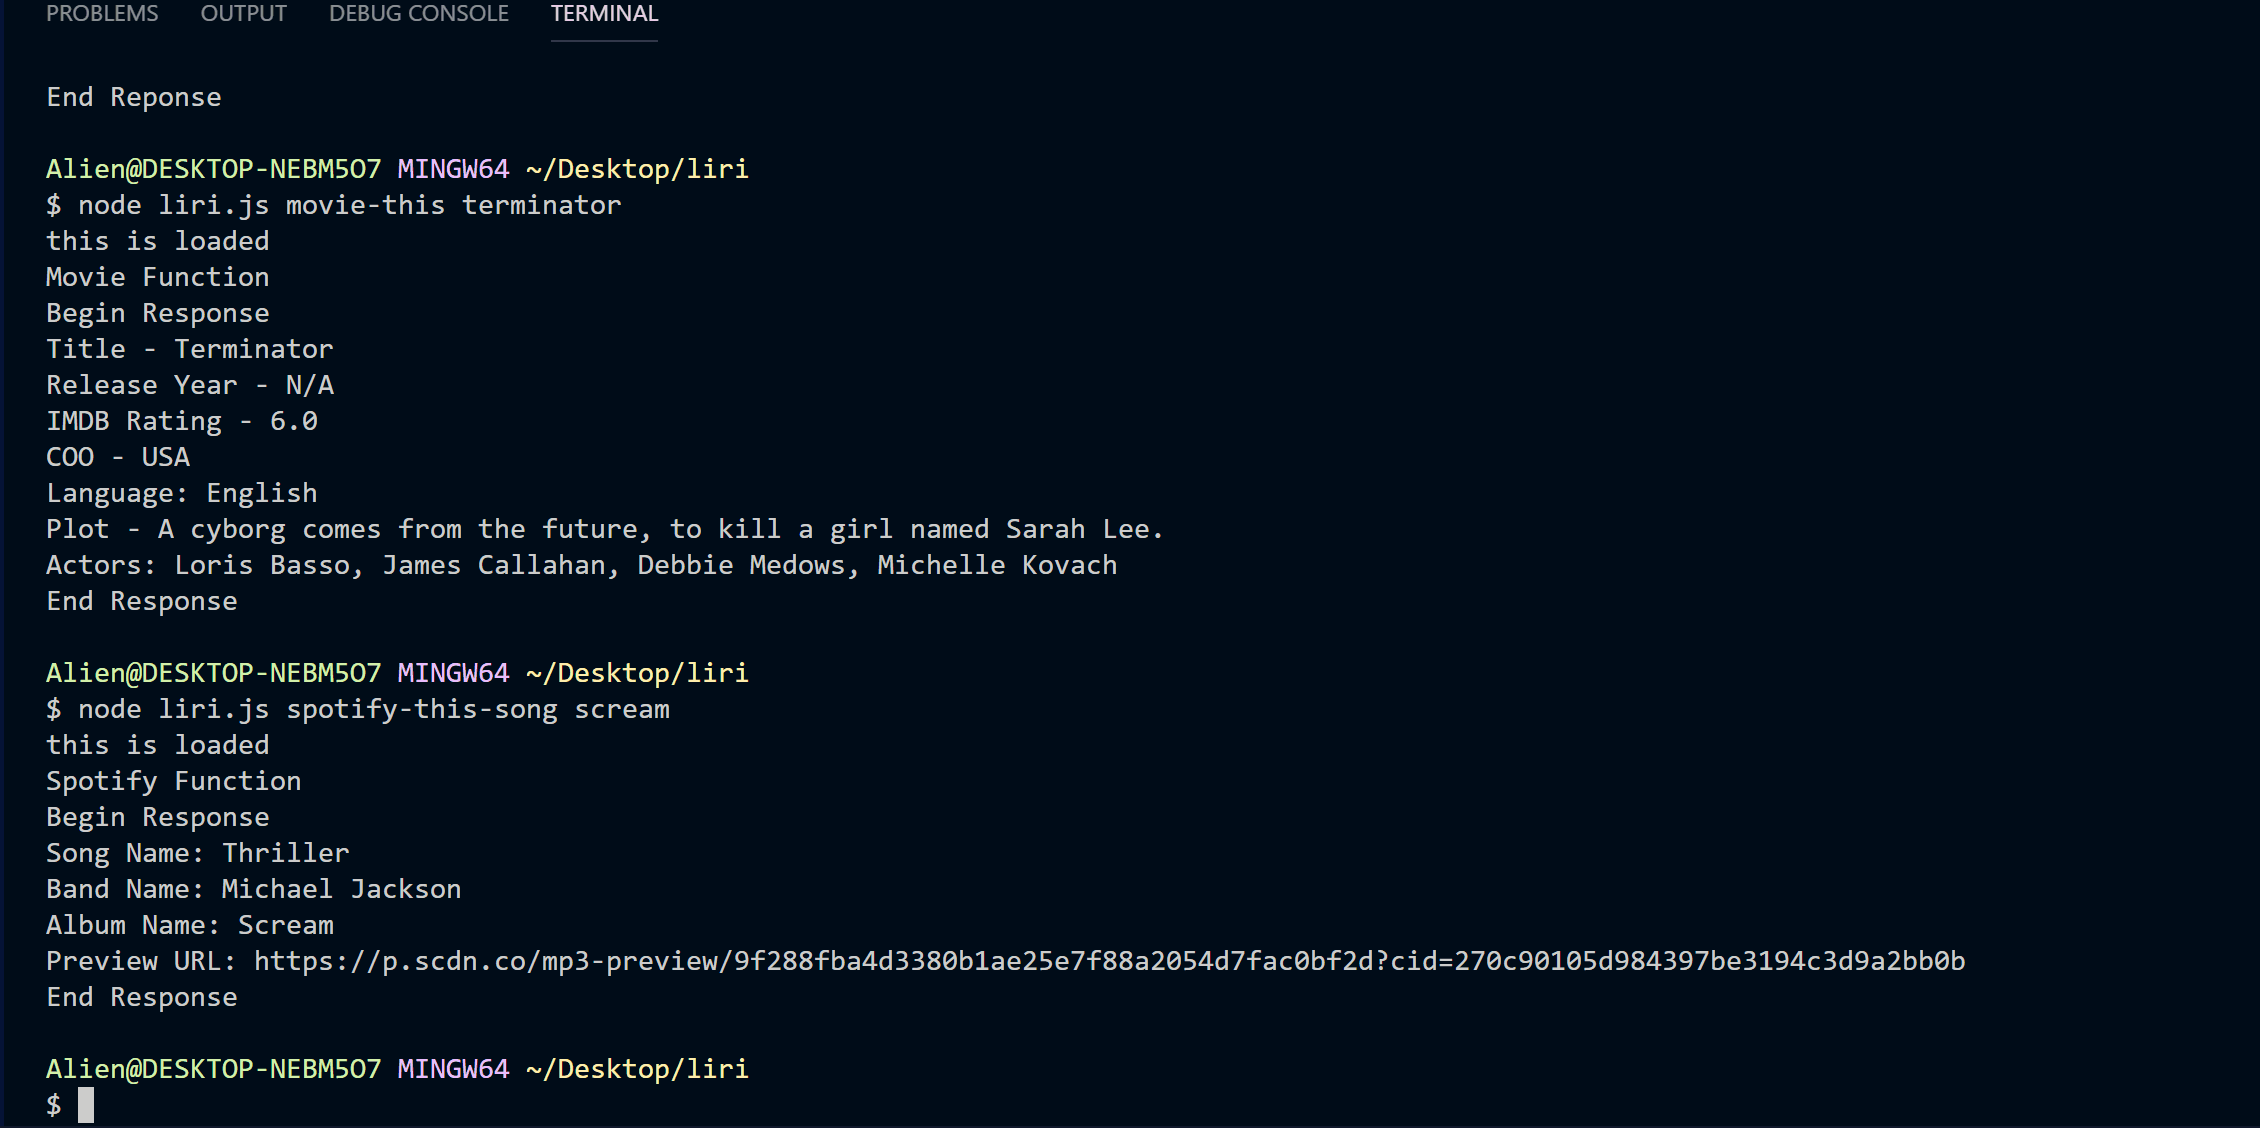 PROBLEMS OUTPUT DEBUG CONSOLE TERMINAL
End Reponse
Alien@DESKTOP-NEBM5O7 MINGW64 ~/Desktop/liri
$ node liri.js movie-this terminator
this is loaded
Movie Function
Begin Response
Title - Terminator
Release Year - N/A
IMDB Rating - 6.0
COO - USA
Language: English
Plot - A cyborg comes from the future, to kill a girl named Sarah Lee.
Actors: Loris Basso, James Callahan, Debbie Medows, Michelle Kovach
End Response
Alien@DESKTOP-NEBM5O7 MINGW64 ~/Desktop/liri
$ node liri.js spotify-this-song scream
this is loaded
Spotify Function
Begin Response
Song Name: Thriller
Band Name: Michael Jackson
Album Name: Scream
Preview URL: https://p.scdn.co/mp3-preview/9f288fba4d3380b1ae25e7f88a2054d7fac0bf2d?cid=270c90105d984397be3194c3d9a2bb0b
End Response
Alien@DESKTOP-NEBM5O7 MINGW64 ~/Desktop/liri
$